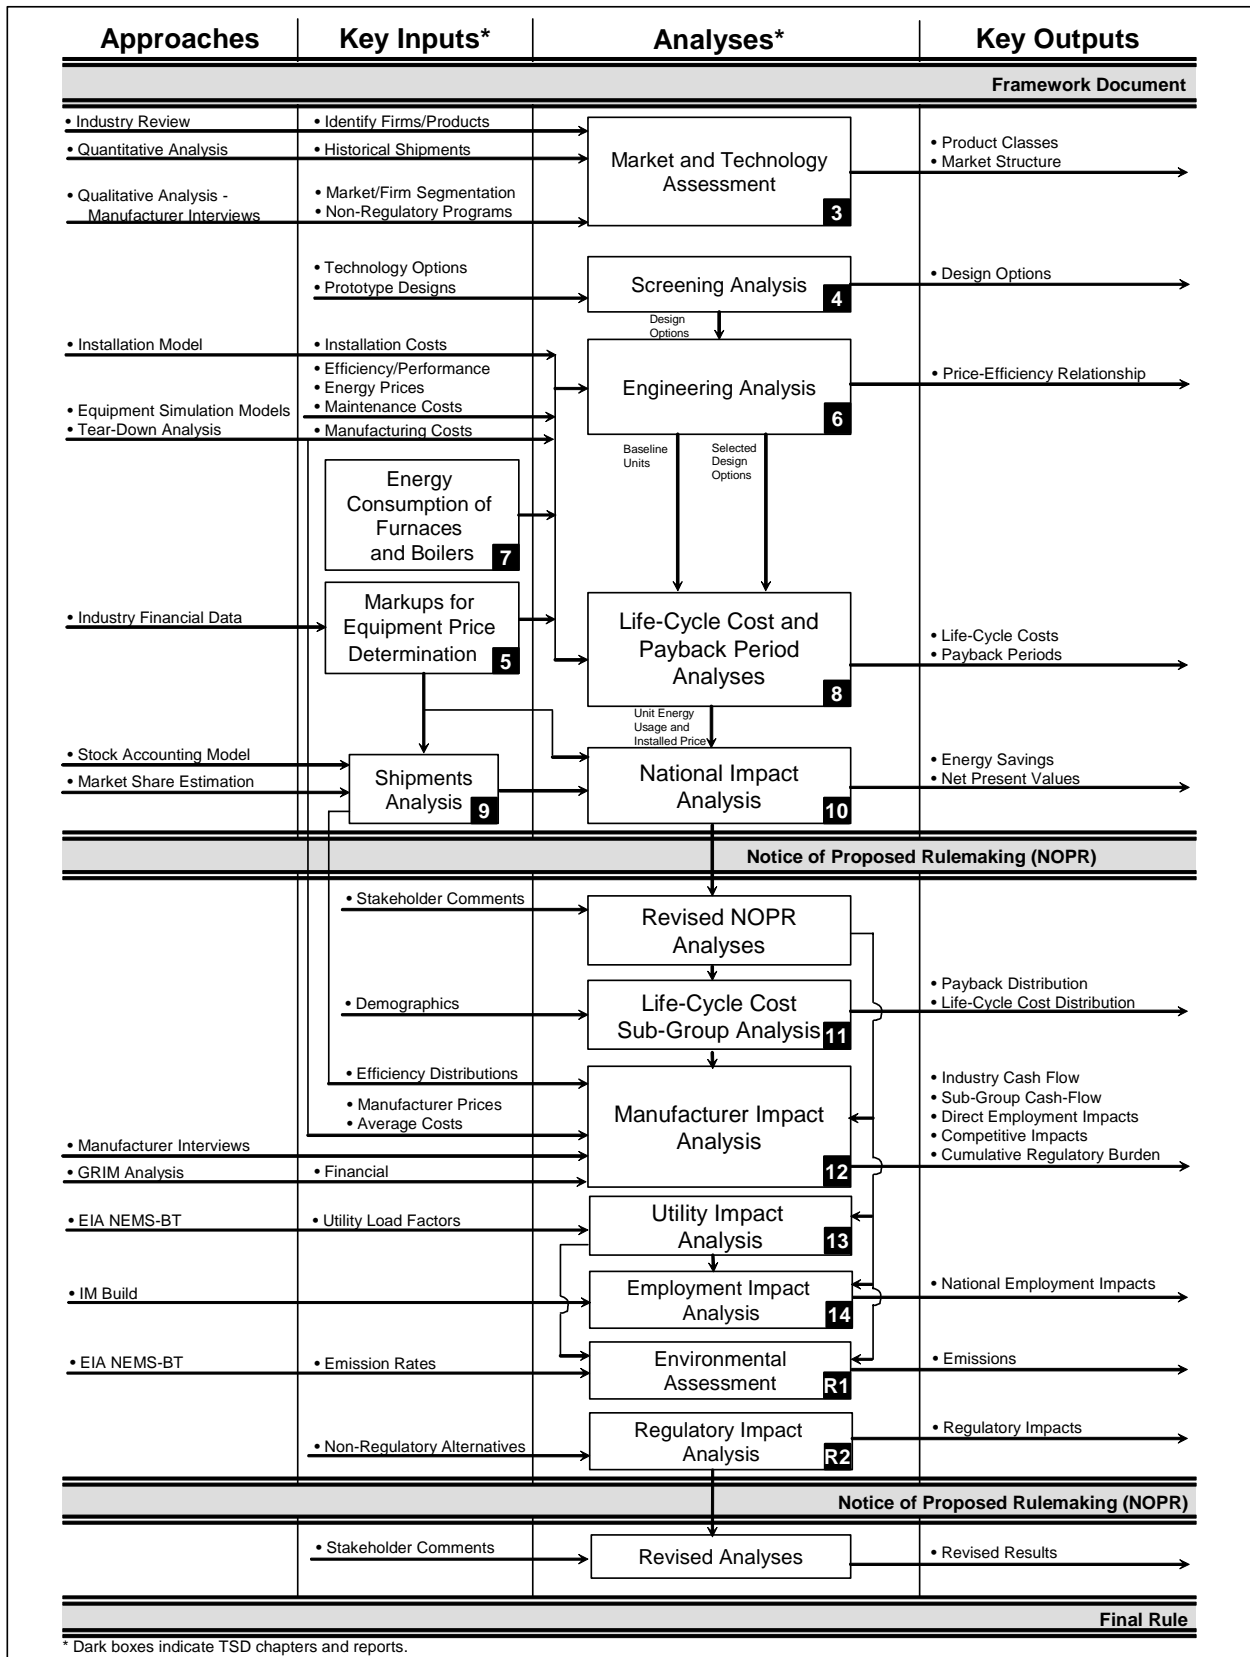 Approaches
Key Inputs*
Analyses*
Key Outputs
Framework Document
• Industry Review
• Identify Firms/Products
• Quantitative Analysis
• Historical Shipments
• Qualitative Analysis -
Manufacturer Interviews
• Market/Firm Segmentation
• Non-Regulatory Programs
Market and Technology
Assessment
3
• Product Classes
• Market Structure
• Technology Options
• Prototype Designs
Screening Analysis
4
• Design Options
Design
Options
• Installation Model
• Installation Costs
• Efficiency/Performance
• Energy Prices
• Equipment Simulation Models
• Maintenance Costs
• Tear-Down Analysis
• Manufacturing Costs
Engineering Analysis
6
• Price-Efficiency Relationship
Baseline
Units
Selected
Design
Options
Energy
Consumption of
Furnaces
and Boilers
7
• Industry Financial Data
Markups for
Equipment Price
Determination
5
Life-Cycle Cost and
Payback Period
Analyses
8
• Life-Cycle Costs
• Payback Periods
Unit Energy
Usage and
Installed Price
• Stock Accounting Model
• Market Share Estimation
Shipments
Analysis
9
National Impact
Analysis
10
• Energy Savings
• Net Present Values
Notice of Proposed Rulemaking (NOPR)
• Stakeholder Comments
Revised NOPR
Analyses
• Demographics
Life-Cycle Cost
Sub-Group Analysis
11
• Payback Distribution
• Life-Cycle Cost Distribution
• Efficiency Distributions
• Manufacturer Prices
• Average Costs
• Manufacturer Interviews
• GRIM Analysis
• Financial
Manufacturer Impact
Analysis
12
• Industry Cash Flow
• Sub-Group Cash-Flow
• Direct Employment Impacts
• Competitive Impacts
• Cumulative Regulatory Burden
• EIA NEMS-BT
• Utility Load Factors
Utility Impact
Analysis
13
• IM Build
Employment Impact
Analysis
14
• National Employment Impacts
• EIA NEMS-BT
• Emission Rates
Environmental
Assessment
R1
• Emissions
• Non-Regulatory Alternatives
Regulatory Impact
Analysis
R2
• Regulatory Impacts
Notice of Proposed Rulemaking (NOPR)
• Stakeholder Comments
Revised Analyses
• Revised Results
Final Rule
* Dark boxes indicate TSD chapters and reports.